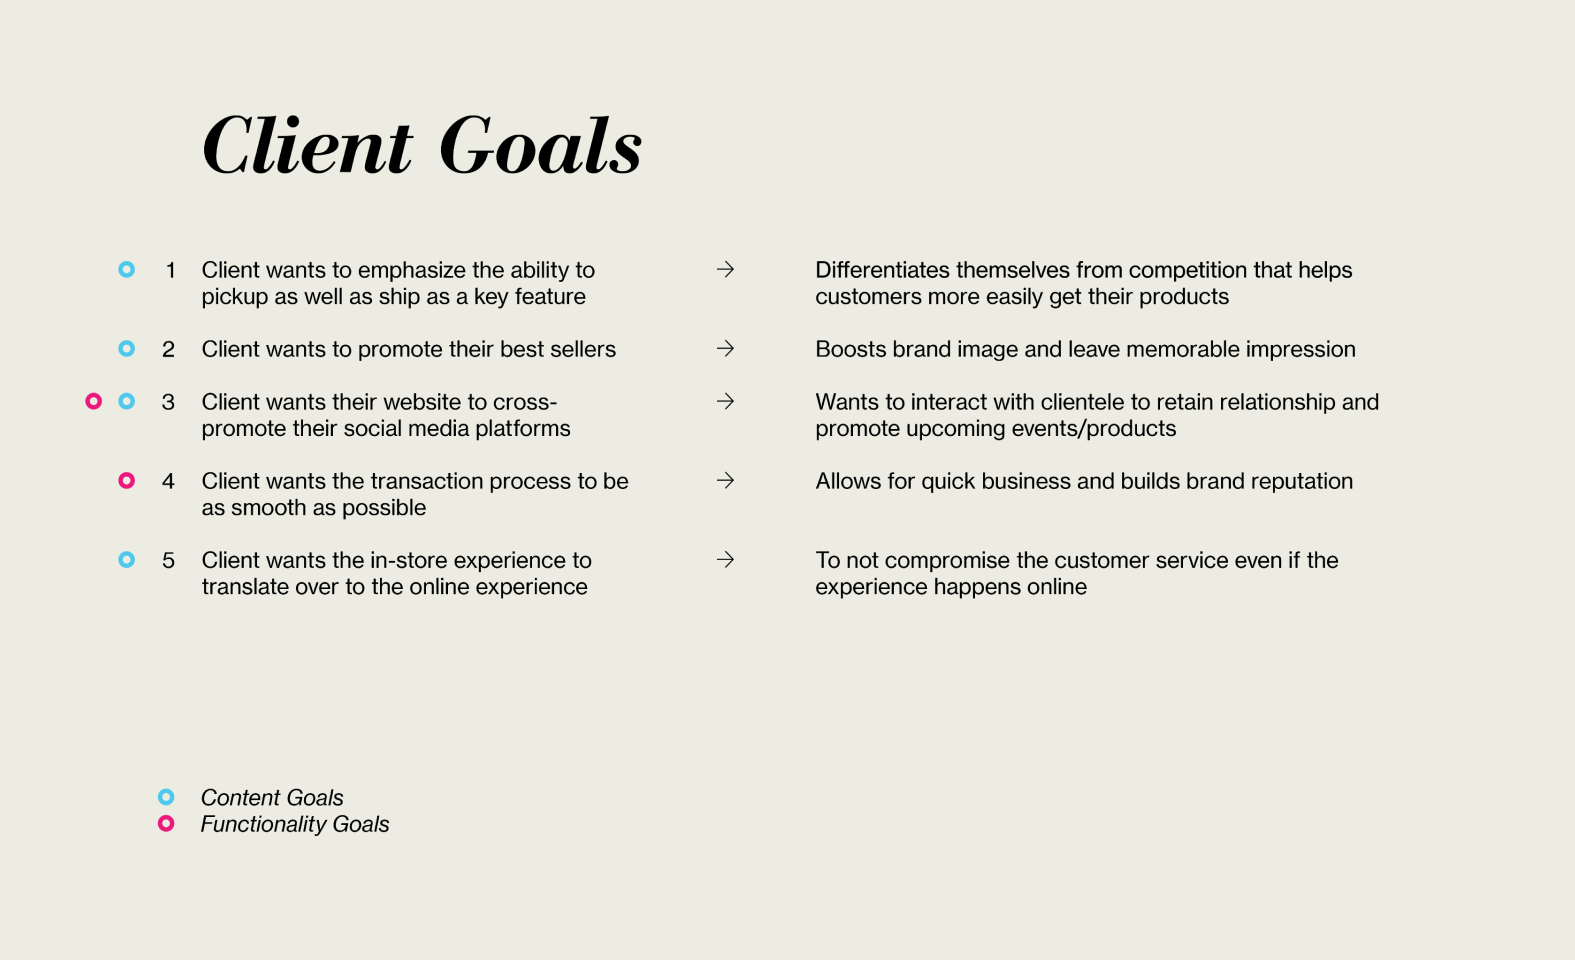 Client Goals
1 Client wants to emphasize the ability to
pickup as well as ship as a key feature
→
Differentiates themselves from competition that helps
customers more easily get their products
2 Client wants to promote their best sellers
→
Boosts brand image and leave memorable impression
3 Client wants their website to cross-
promote their social media platforms
→
Wants to interact with clientele to retain relationship and
promote upcoming events/products
4 Client wants the transaction process to be
as smooth as possible
→
Allows for quick business and builds brand reputation
5 Client wants the in-store experience to
translate over to the online experience
→
To not compromise the customer service even if the
experience happens online
Content Goals
Functionality Goals